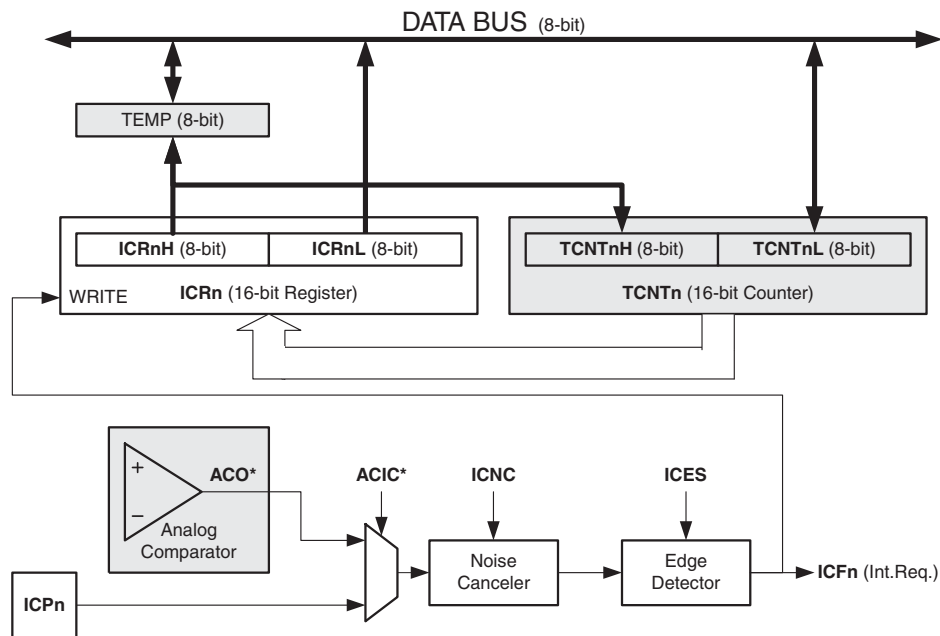 DATA BUS (8-bit)
TEMP (8-bit)
ICRnH (8-bit)
ICRnL (8-bit)
TCNTnH (8-bit)
TCNTnL (8-bit)
WRITE
ICRn (16-bit Register)
TCNTn (16-bit Counter)
+
−
ACO*
Analog
Comparator
ACIC*
ICNC
ICES
Noise
Canceler
Edge
Detector
ICFn (Int.Req.)
ICPn